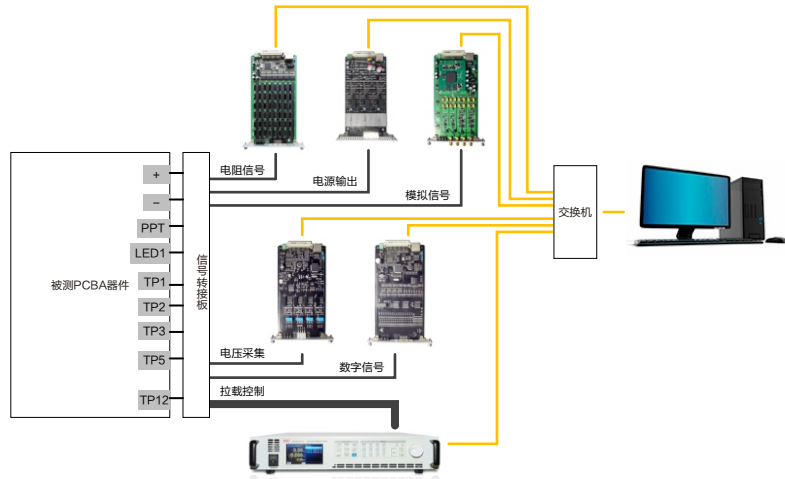 电阻信号
电源输出
模拟信号
交换机
+
−
PPT
LED1
TP1
TP2
TP3
TP5
TP12
被测PCBA器件
信号转接板
电压采集
数字信号
拉载控制